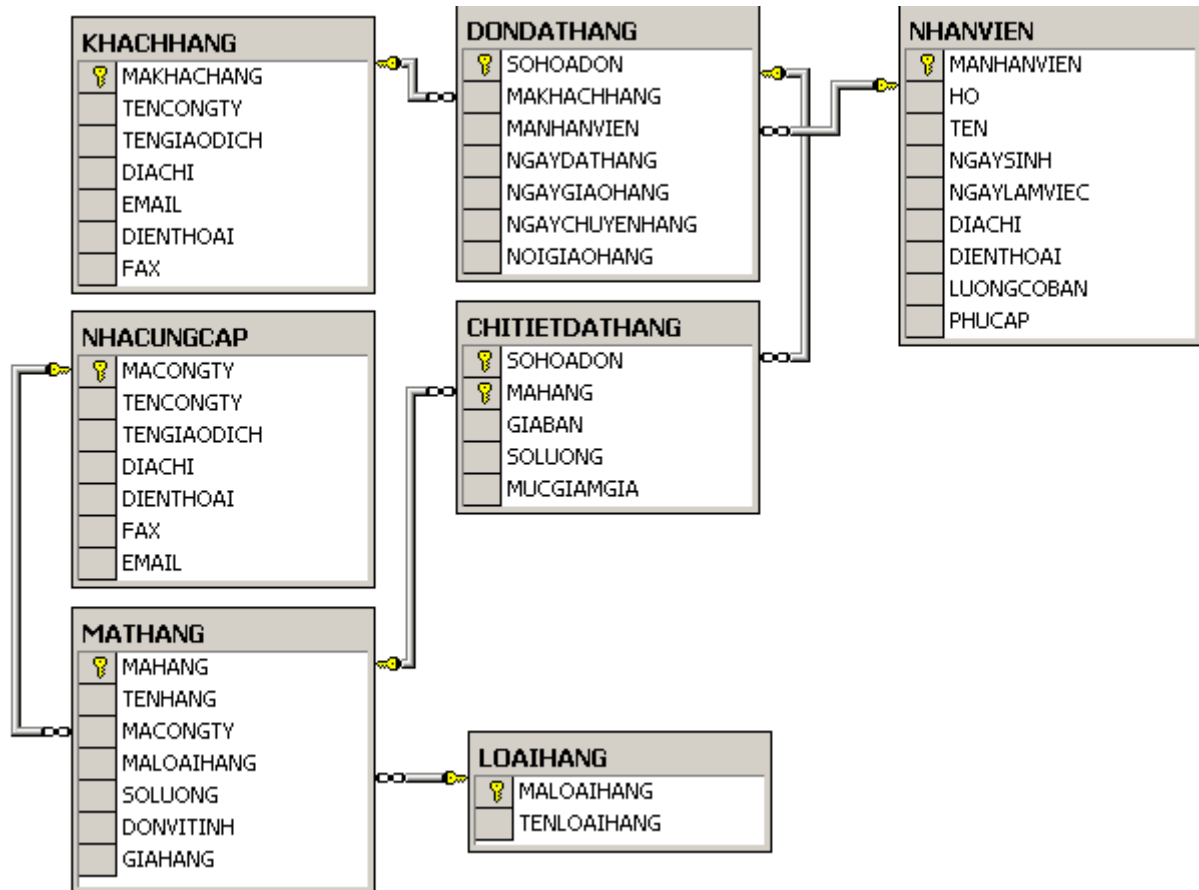 KHACHHANG
MAKHACHANG
TENCONGTY
TENGIAODICH
DIACHI
EMAIL
DIENTHOAI
FAX
DONDATHANG
SOHOADON
MAKHACHHANG
MANHANVIEN
NGAYDATHANG
NGAYGIAOHANG
NGAYCHUYENHANG
NOIGIAOHANG
NHANVIEN
MANHANVIEN
HO
TEN
NGAYSINH
NGAYLAMVIEC
DIACHI
DIENTHOAI
LUONGCOBAN
PHUCAP
NHACUNGCAP
MACONGTY
TENCONGTY
TENGIAODICH
DIACHI
DIENTHOAI
FAX
EMAIL
CHITIETDATHANG
SOHOADON
MAHANG
GIABAN
SOLUONG
MUCGIAMGIA
MATHANG
MAHANG
TENHANG
MACONGTY
MALOAIHANG
SOLUONG
DONVITINH
GIAHANG
LOAIHANG
MALOAIHANG
TENLOAIHANG